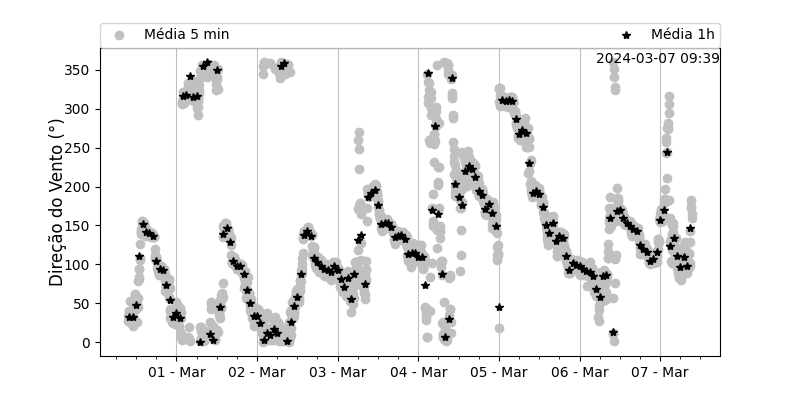 Média 5 min
Média 1h
2024-03-07 09:39
Direção do Vento (°)
350
300
250
200
150
100
50
0
01 - Mar
02 - Mar
03 - Mar
04 - Mar
05 - Mar
06 - Mar
07 - Mar